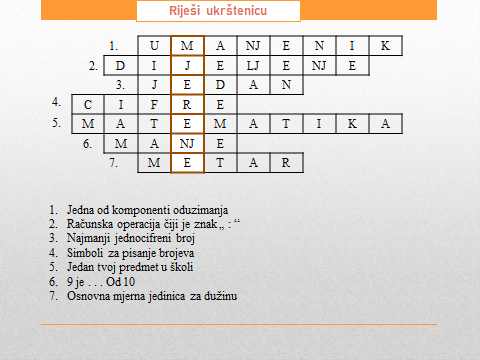 Riješi ukrštenicu
1. U M A NJ E N I K
2. D I J E LJ E NJ E
3. J E D A N
4. C I F R E
5. M A T E M A T I K A
6. M A NJ E
7. M E T A R
1. Jedna od komponenti oduzimanja
2. Računska operacija čiji je znak „ : “
3. Najmanji jednocifreni broj
4. Simboli za pisanje brojeva
5. Jedan tvoj predmet u školi
6. 9 je . . . Od 10
7. Osnovna mjerna jedinica za dužinu